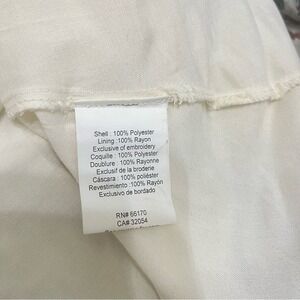 Shell : 100% Polyester
Lining :100% Rayon
Exclusive of embroidery
Coquille : 100% Polyester
Doublure : 100% Rayonne
Exclusif de la broderie
Cáscara : 100% poliéster
Revestimiento :100% Rayón
Exclusivo de bordado
RN# 66170
CA# 32054